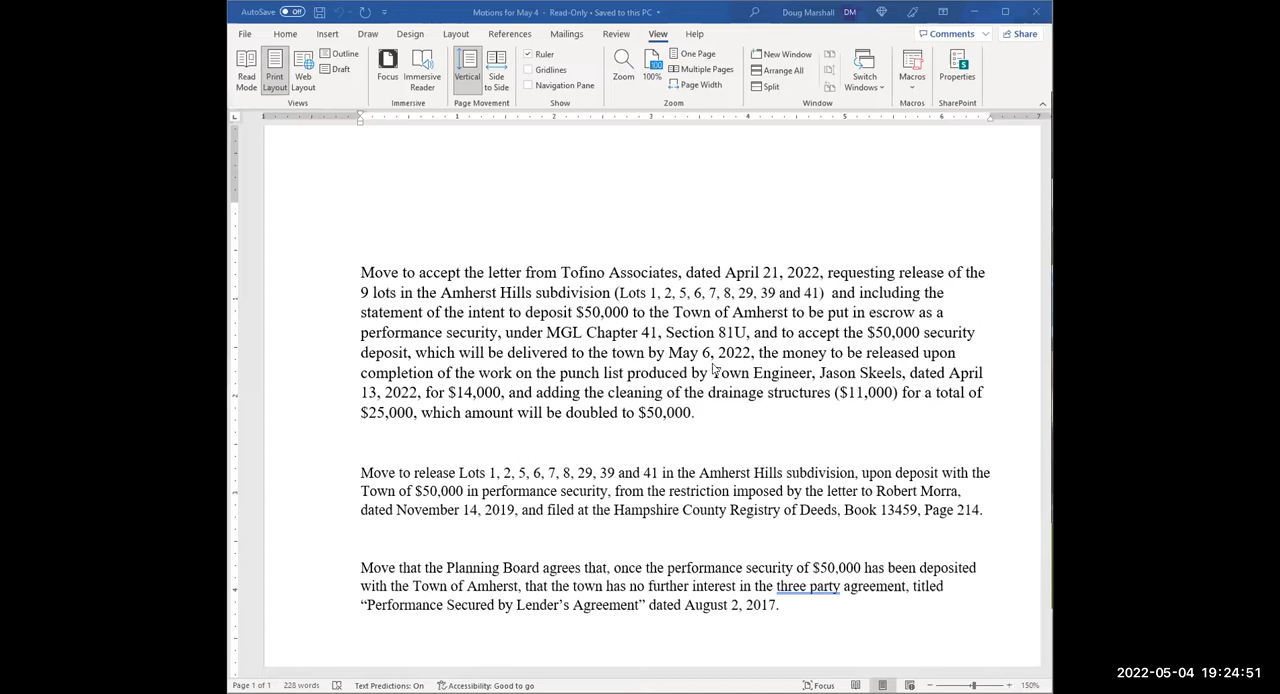 AutoSave Off Motions for May 4 - Read-Only • Saved to this PC Doug Marshall DM
File Home Insert Draw Design Layout References Mailings Review View Help Comments Share
Read Mode Print Layout Web Layout Outline Draft Views
Focus Immersive Reader Immersive
Vertical Side to Side Page Movement
Ruler Gridlines Navigation Pane Show
Zoom 100% One Page Multiple Pages Page Width Zoom
New Window Arrange All Split Switch Windows Window
Macros Macros
Properties SharePoint
1 1 2 3 4 5 6 7
Move to accept the letter from Tofino Associates, dated April 21, 2022, requesting release of the
9 lots in the Amherst Hills subdivision (Lots 1, 2, 5, 6, 7, 8, 29, 39 and 41) and including the
statement of the intent to deposit $50,000 to the Town of Amherst to be put in escrow as a
performance security, under MGL Chapter 41, Section 81U, and to accept the $50,000 security
deposit, which will be delivered to the town by May 6, 2022, the money to be released upon
completion of the work on the punch list produced by Town Engineer, Jason Skeels, dated April
13, 2022, for $14,000, and adding the cleaning of the drainage structures ($11,000) for a total of
$25,000, which amount will be doubled to $50,000.
Move to release Lots 1, 2, 5, 6, 7, 8, 29, 39 and 41 in the Amherst Hills subdivision, upon deposit with the
Town of $50,000 in performance security, from the restriction imposed by the letter to Robert Morra,
dated November 14, 2019, and filed at the Hampshire County Registry of Deeds, Book 13459, Page 214.
Move that the Planning Board agrees that, once the performance security of $50,000 has been deposited
with the Town of Amherst, that the town has no further interest in the three party agreement, titled
“Performance Secured by Lender’s Agreement” dated August 2, 2017.
2022-05-04 19:24:51
Page 1 of 1 228 words Text Predictions: On Accessibility: Good to go Focus 150%